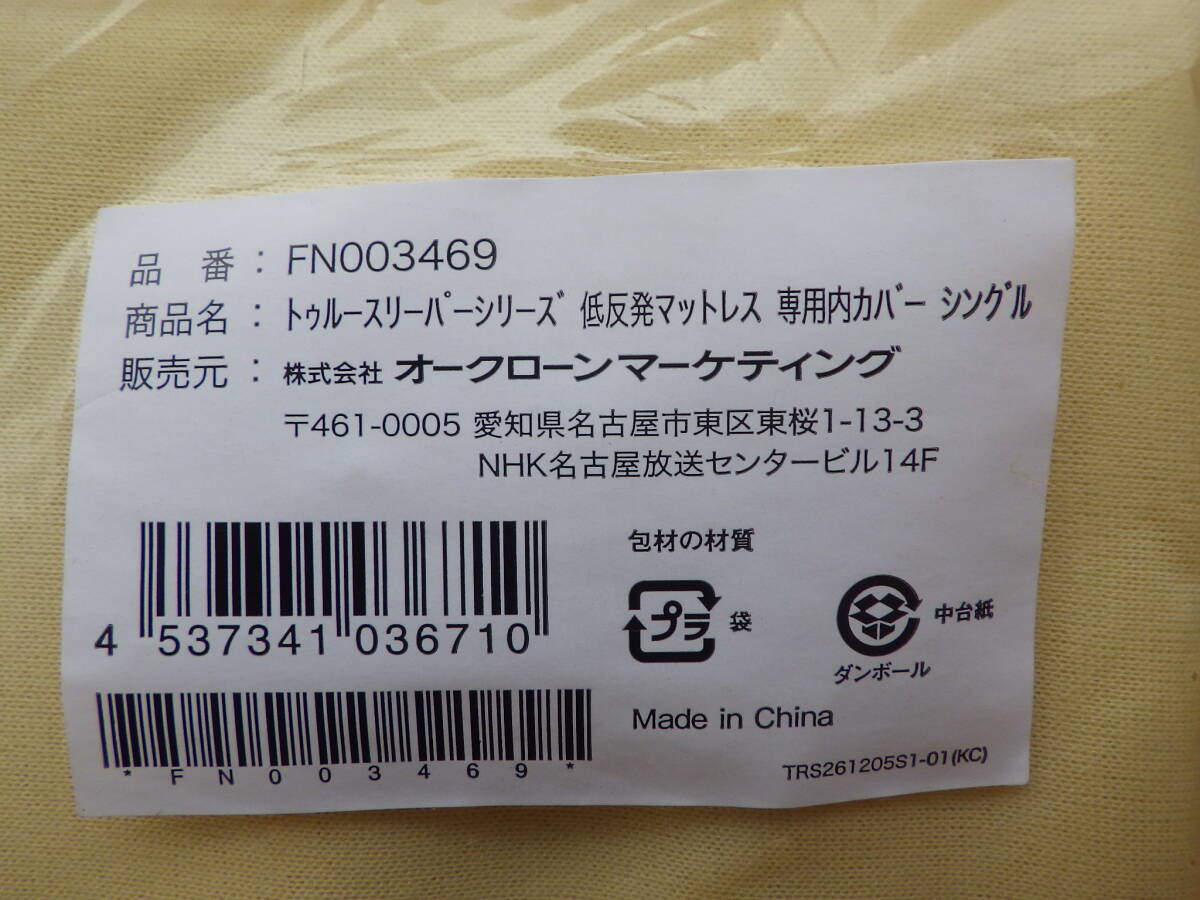 品 番 : FN003469
商品名 : ﾄｩﾙｰｽﾘｰﾊﾟｰｼﾘｰｽﾞ 低反発マットレス 専用内ｶﾊﾞｰ ｼﾝｸﾞﾙ
販売元 : 株式会社 オークローンマーケティング
〒461-0005 愛知県名古屋市東区東桜1-13-3
NHK名古屋放送センタービル14F
包材の材質
プラ 袋
中台紙
ダンボール
4 537341 036710
*FN003469*
Made in China
TRS261205S1-01(KC)